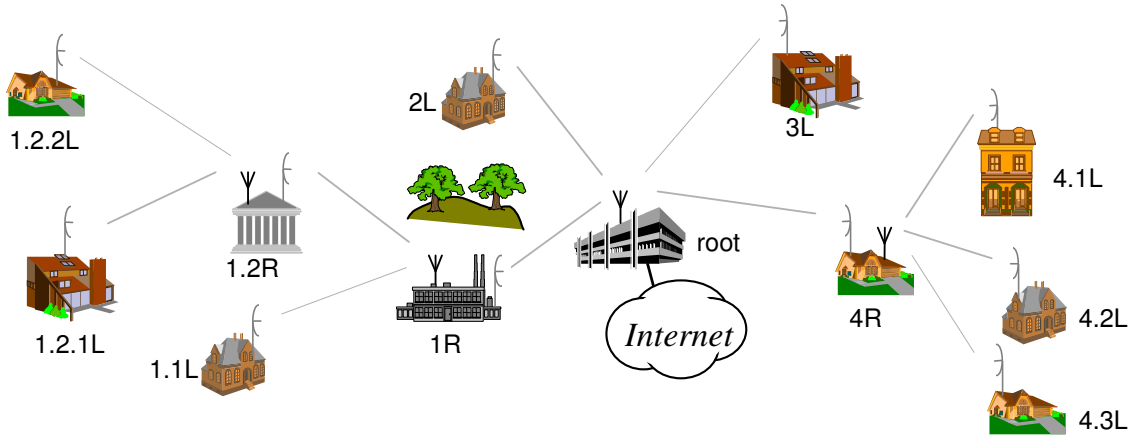 2L
3L
1.2.2L
4.1L
root
1.2R
4R
4.2L
Internet
1R
1.2.1L
1.1L
4.3L